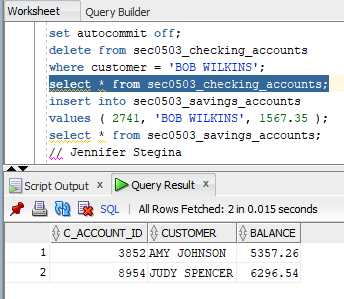 Worksheet Query Builder
set autocommit off;
delete from sec0503_checking_accounts
where customer = 'BOB WILKINS';
select * from sec0503_checking_accounts;
insert into sec0503_savings_accounts
values ( 2741, 'BOB WILKINS', 1567.35 );
select * from sec0503_savings_accounts;
// Jennifer Stegina
Script Output x Query Result x
SQL | All Rows Fetched: 2 in 0.015 seconds
C_ACCOUNT_ID CUSTOMER BALANCE
1 3852 AMY JOHNSON 5357.26
2 8954 JUDY SPENCER 6296.54